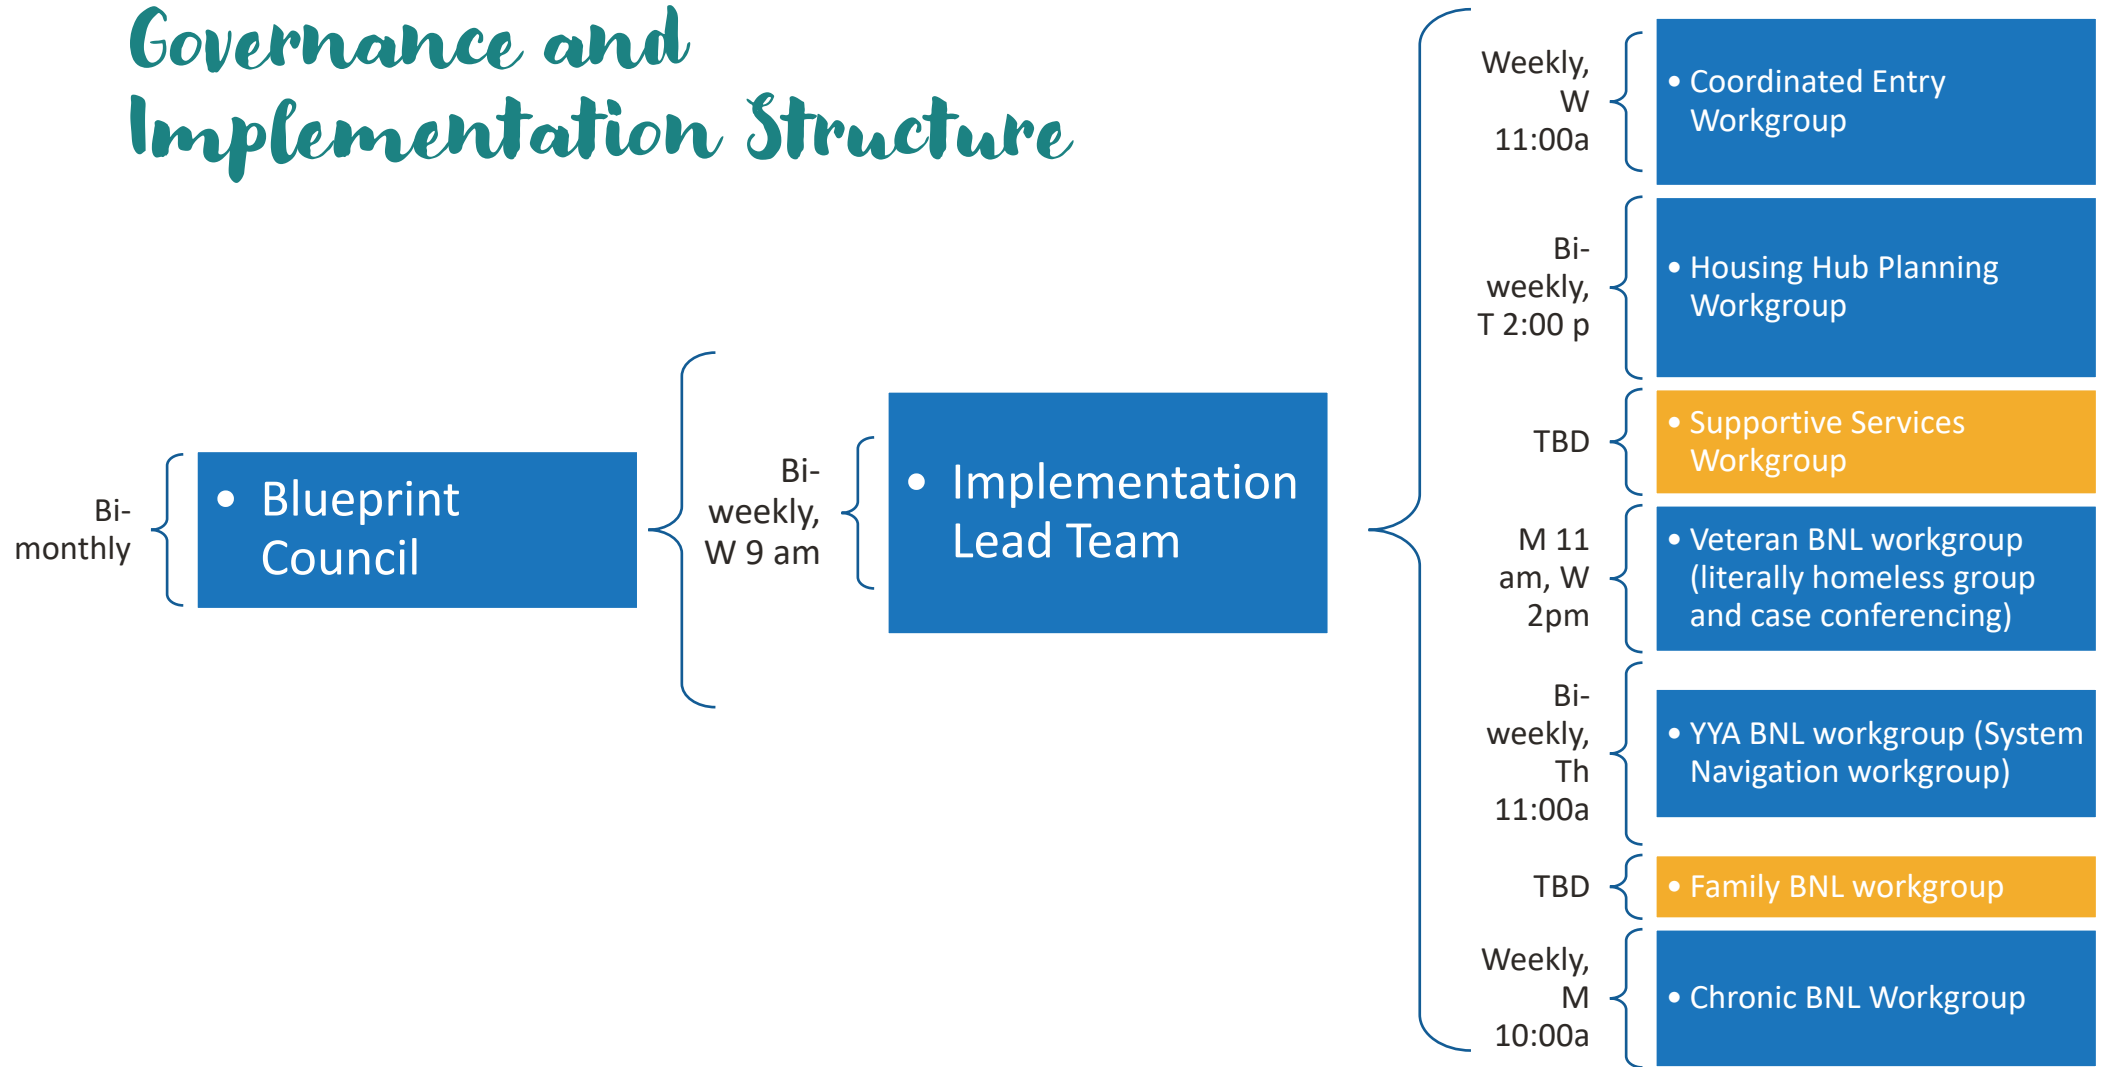 Governance and
Implementation Structure
Bi-
monthly
• Blueprint
Council
Bi-
weekly,
W 9 am
• Implementation
Lead Team
Weekly,
W
11:00a
• Coordinated Entry
Workgroup
Bi-
weekly,
T 2:00 p
• Housing Hub Planning
Workgroup
TBD
• Supportive Services
Workgroup
M 11
am, W
2pm
• Veteran BNL workgroup
(literally homeless group
and case conferencing)
Bi-
weekly,
Th
11:00a
• YYA BNL workgroup (System
Navigation workgroup)
TBD
• Family BNL workgroup
Weekly,
M
10:00a
• Chronic BNL Workgroup